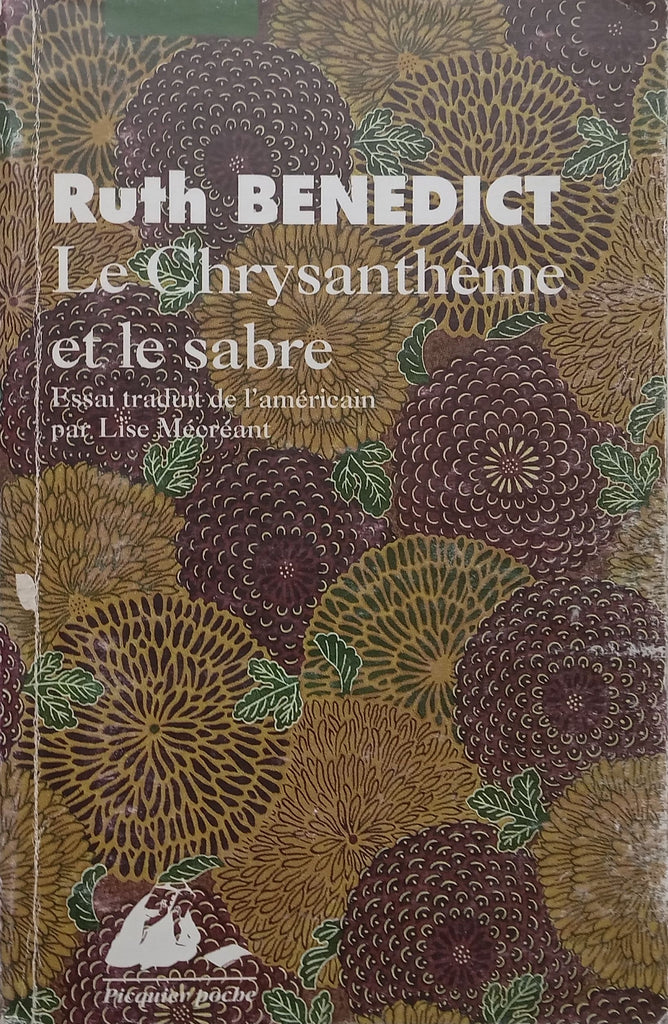 Ruth BENEDICT
Le Chrysanthème
et le sabre
Essai traduit de l'américain
par Lise Mécréant
Picquier poche